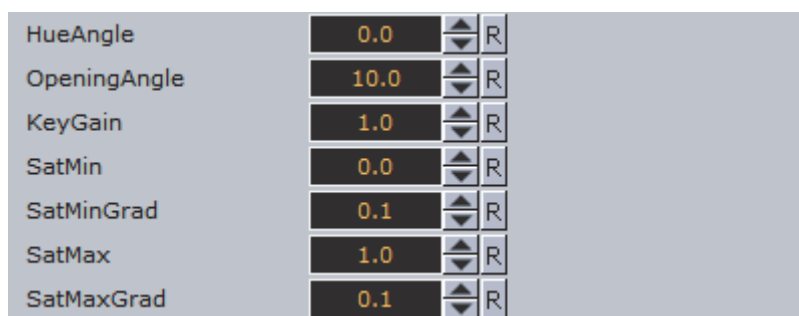 HueAngle 0.0 R
OpeningAngle 10.0 R
KeyGain 1.0 R
SatMin 0.0 R
SatMinGrad 0.1 R
SatMax 1.0 R
SatMaxGrad 0.1 R